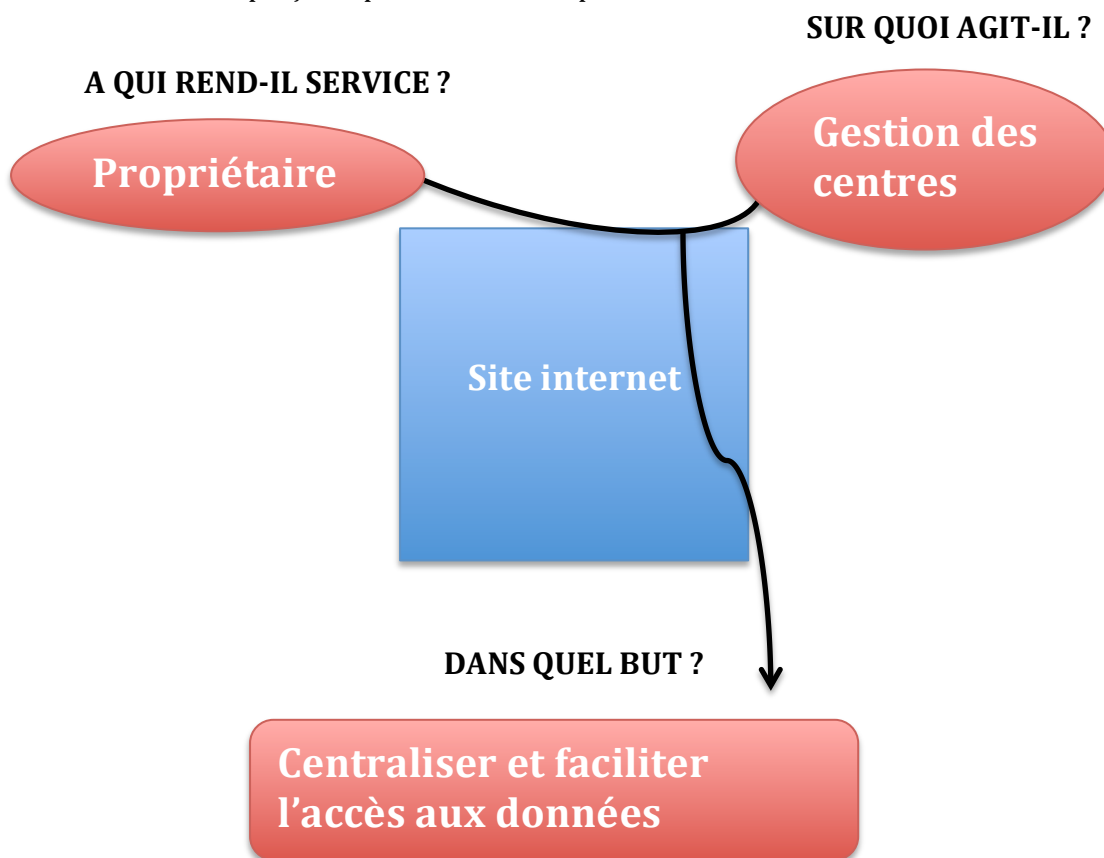 SUR QUOI AGIT-IL ?
A QUI REND-IL SERVICE ?
Gestion des
centres
Propriétaire
Site internet
DANS QUEL BUT ?
Centraliser et faciliter
l’accès aux données